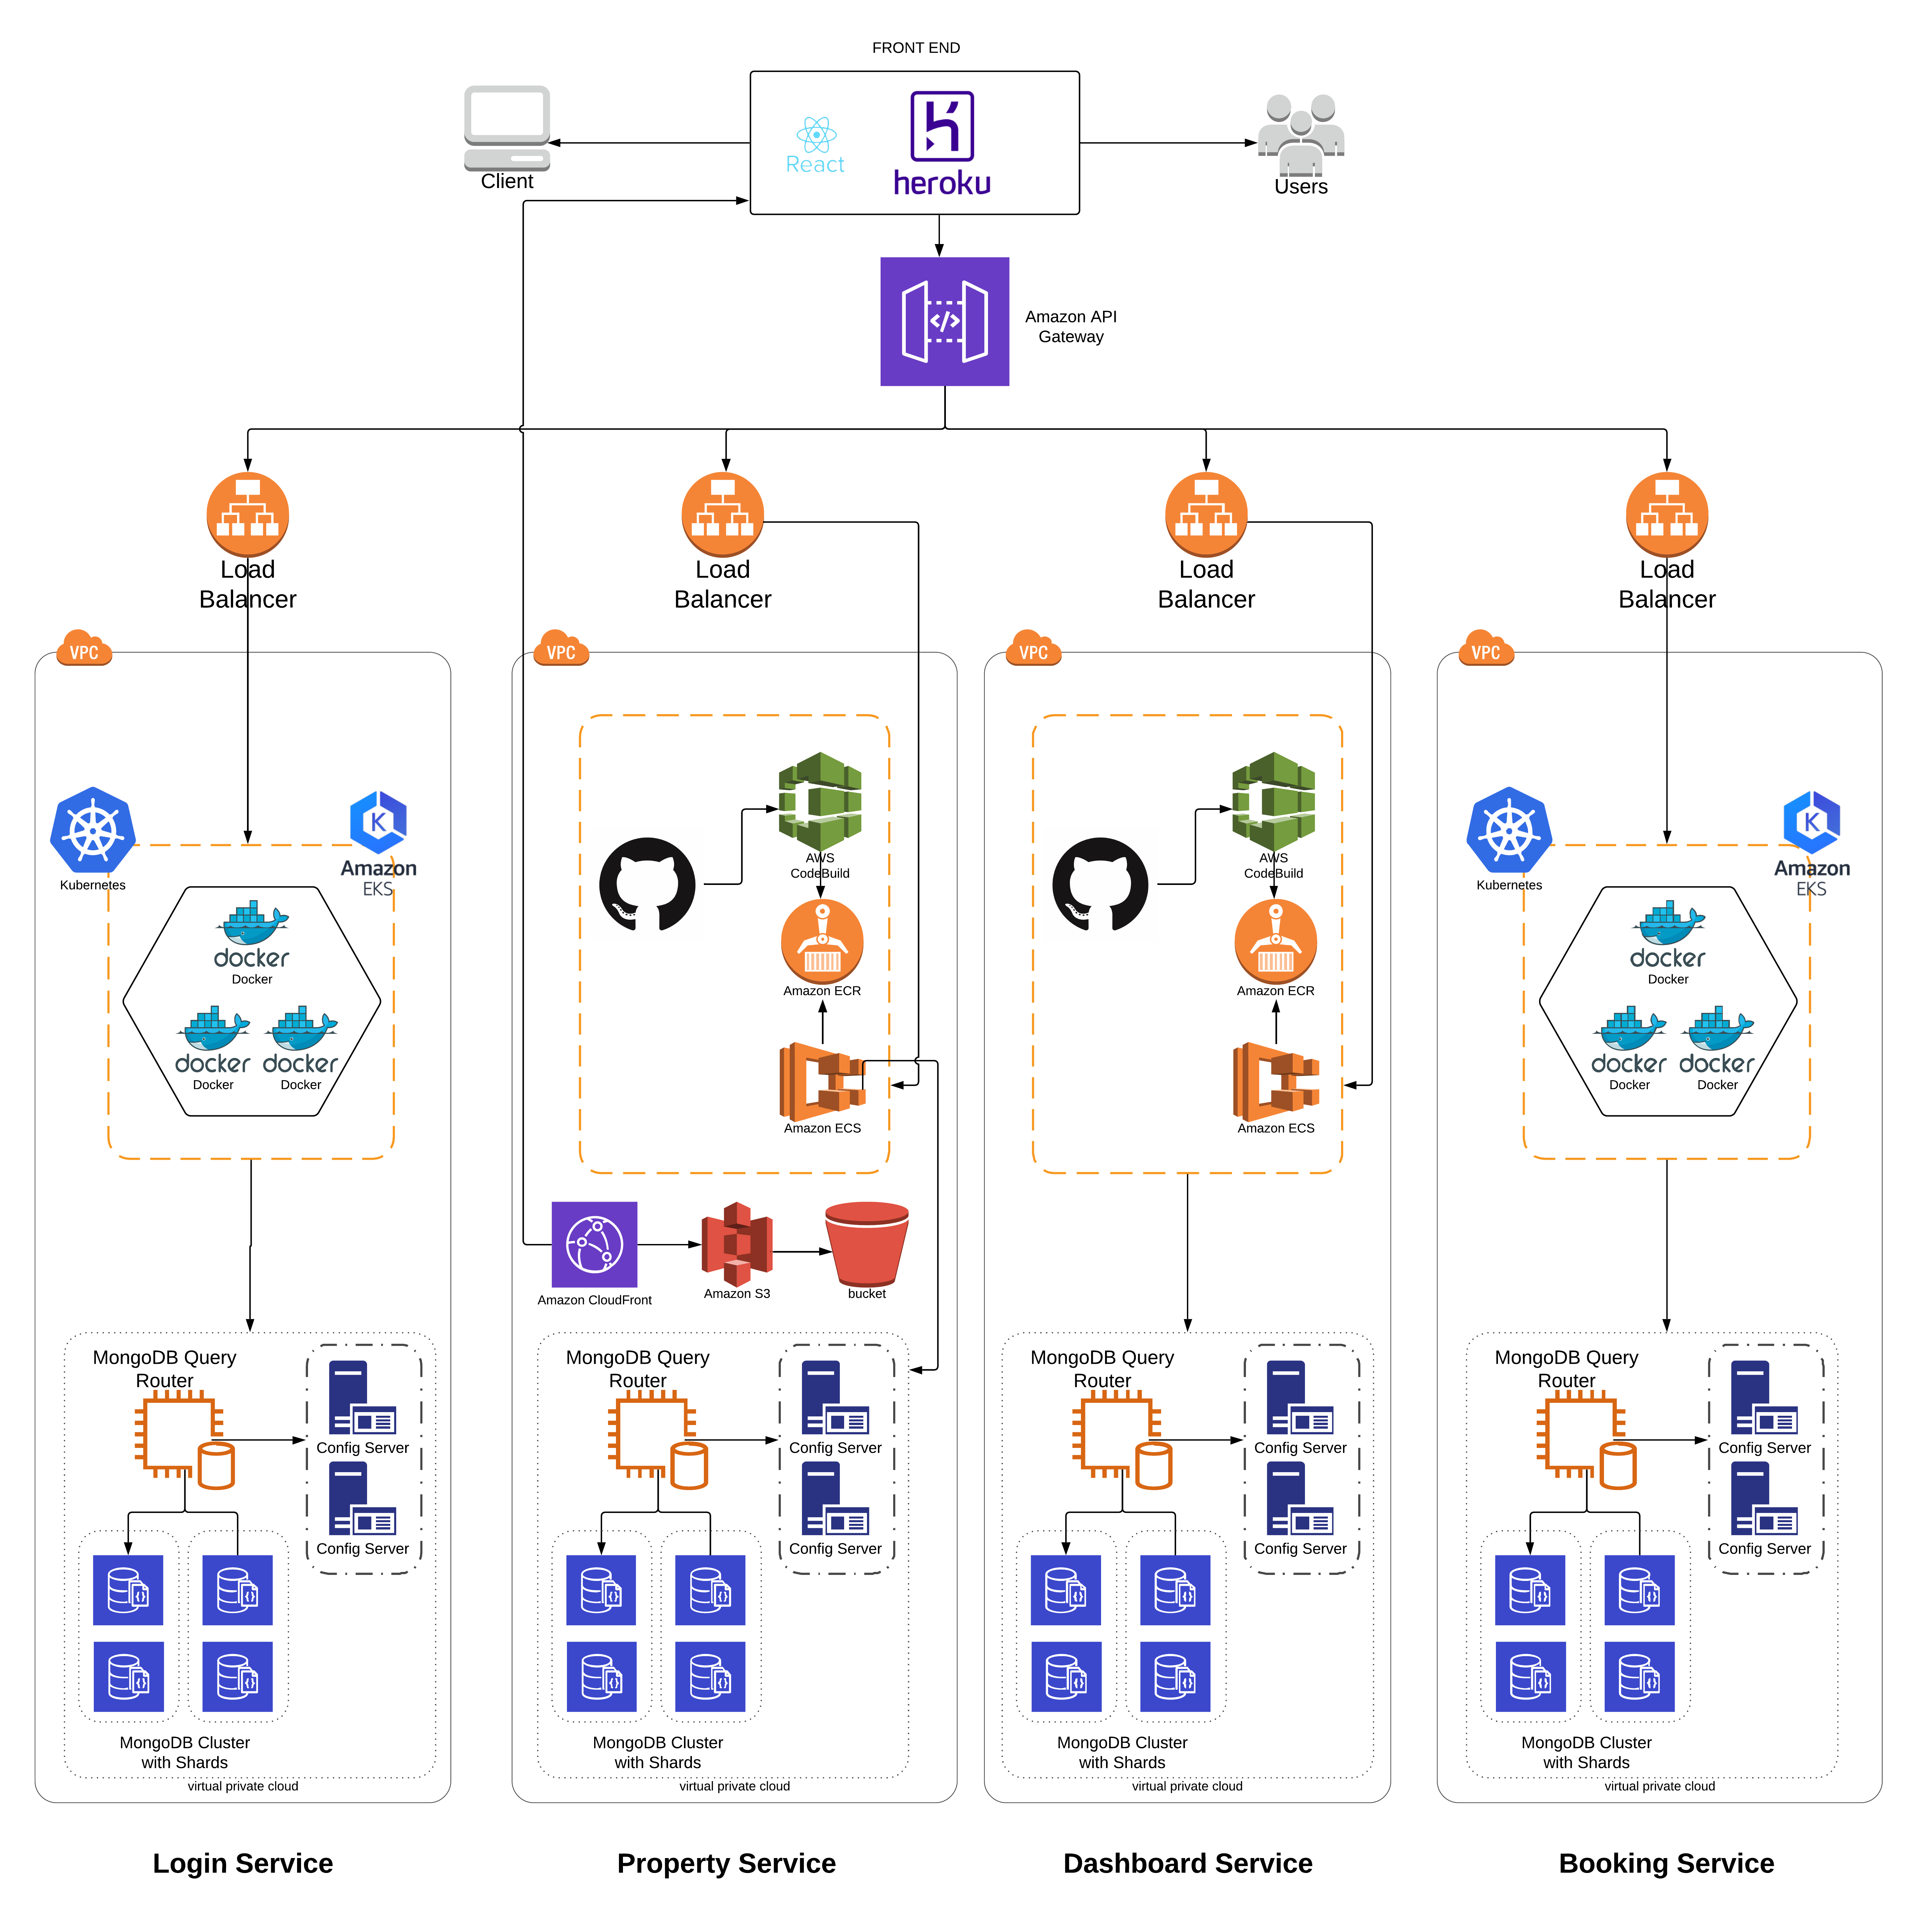 FRONT END
React
heroku
Client
Users
Amazon API
Gateway
Load
Balancer
Load
Balancer
Load
Balancer
Load
Balancer
VPC
VPC
VPC
VPC
Kubernetes
Amazon
EKS
docker
Docker
docker
Docker
docker
Docker
AWS
CodeBuild
Amazon ECR
Amazon ECS
Amazon CloudFront
Amazon S3
bucket
AWS
CodeBuild
Amazon ECR
Amazon ECS
Kubernetes
Amazon
EKS
docker
Docker
docker
Docker
docker
Docker
MongoDB Query
Router
Config Server
Config Server
MongoDB Cluster
with Shards
virtual private cloud
MongoDB Query
Router
Config Server
Config Server
MongoDB Cluster
with Shards
virtual private cloud
MongoDB Query
Router
Config Server
Config Server
MongoDB Cluster
with Shards
virtual private cloud
MongoDB Query
Router
Config Server
Config Server
MongoDB Cluster
with Shards
virtual private cloud
Login Service
Property Service
Dashboard Service
Booking Service